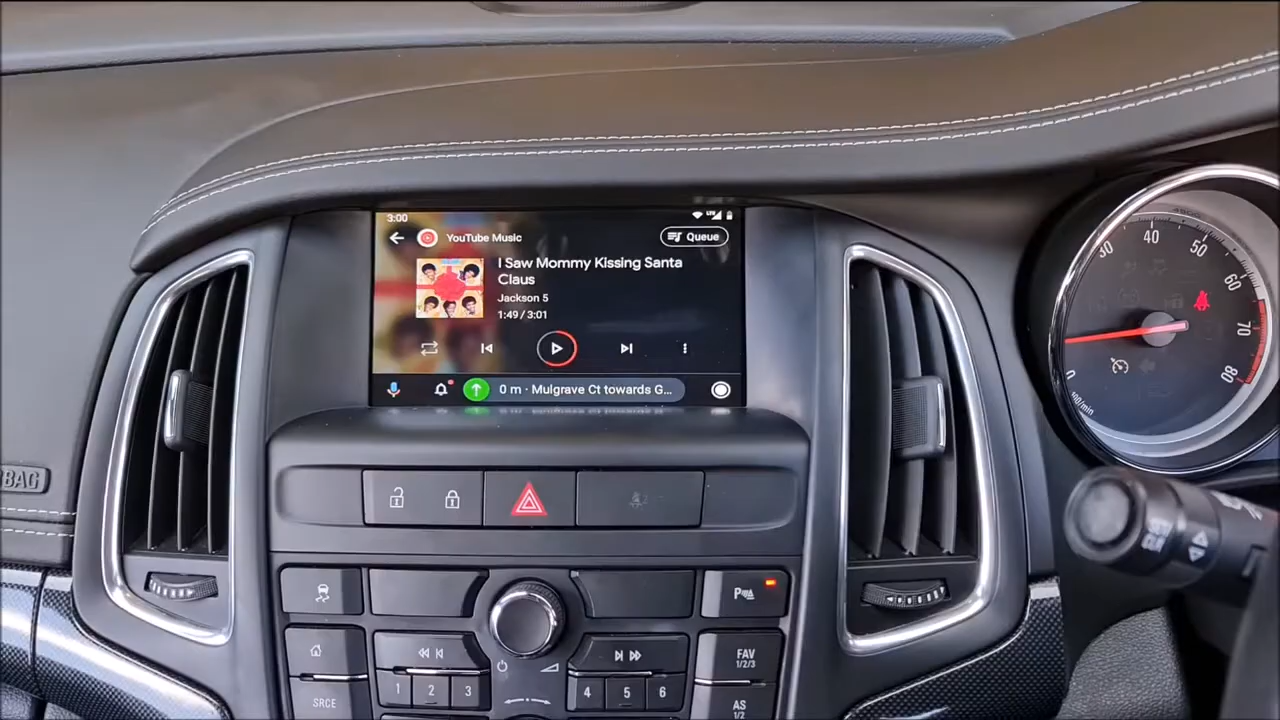 3:00
LTE
YouTube Music
Queue
I Saw Mommy Kissing Santa
Claus
Jackson 5
1:49 / 3:01
0 m · Mulgrave Ct towards G...
BAG
30
40
50
60
70
80
0
FAV
1/2/3
1
2
3
4
5
6
SRCE
AS
1/2